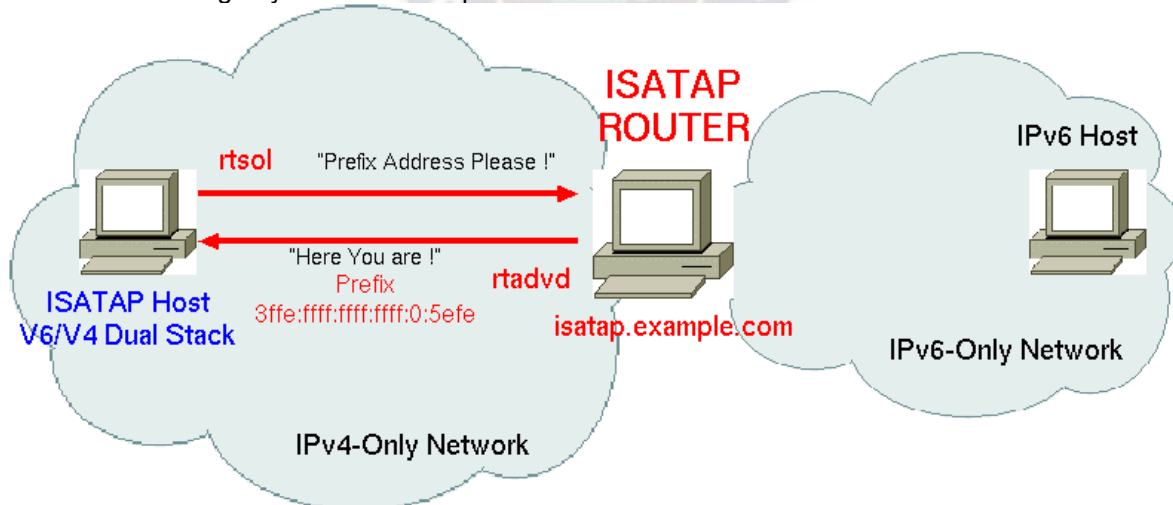 ISATAP
ROUTER
IPv6 Host
rtsol
"Prefix Address Please !"
"Here You are !"
Prefix
3ffe:ffff:ffff:ffff:0:5efe
rtadvd
ISATAP Host
V6/V4 Dual Stack
isatap.example.com
IPv6-Only Network
IPv4-Only Network